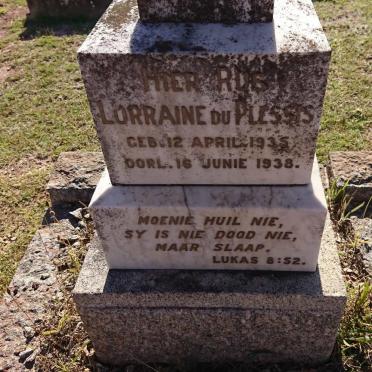 HIER RUS
LORRAINE DU PLESSIS
GEB. 12 APRIL 1935
OORL. 16 JUNIE 1938.
MOENIE HUIL NIE,
SY IS NIE DOOD NIE,
MAAR SLAAP.
LUKAS 8:52.